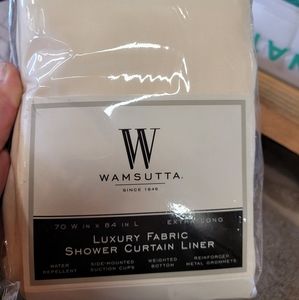 W
WAMSUTTA.
SINCE 1846
70 W IN X 84 IN L
EXTRA LONG
LUXURY FABRIC
SHOWER CURTAIN LINER
WATER REPELLENT
SIDE-MOUNTED SUCTION CUPS
WEIGHTED BOTTOM
REINFORCED METAL GROMMETS